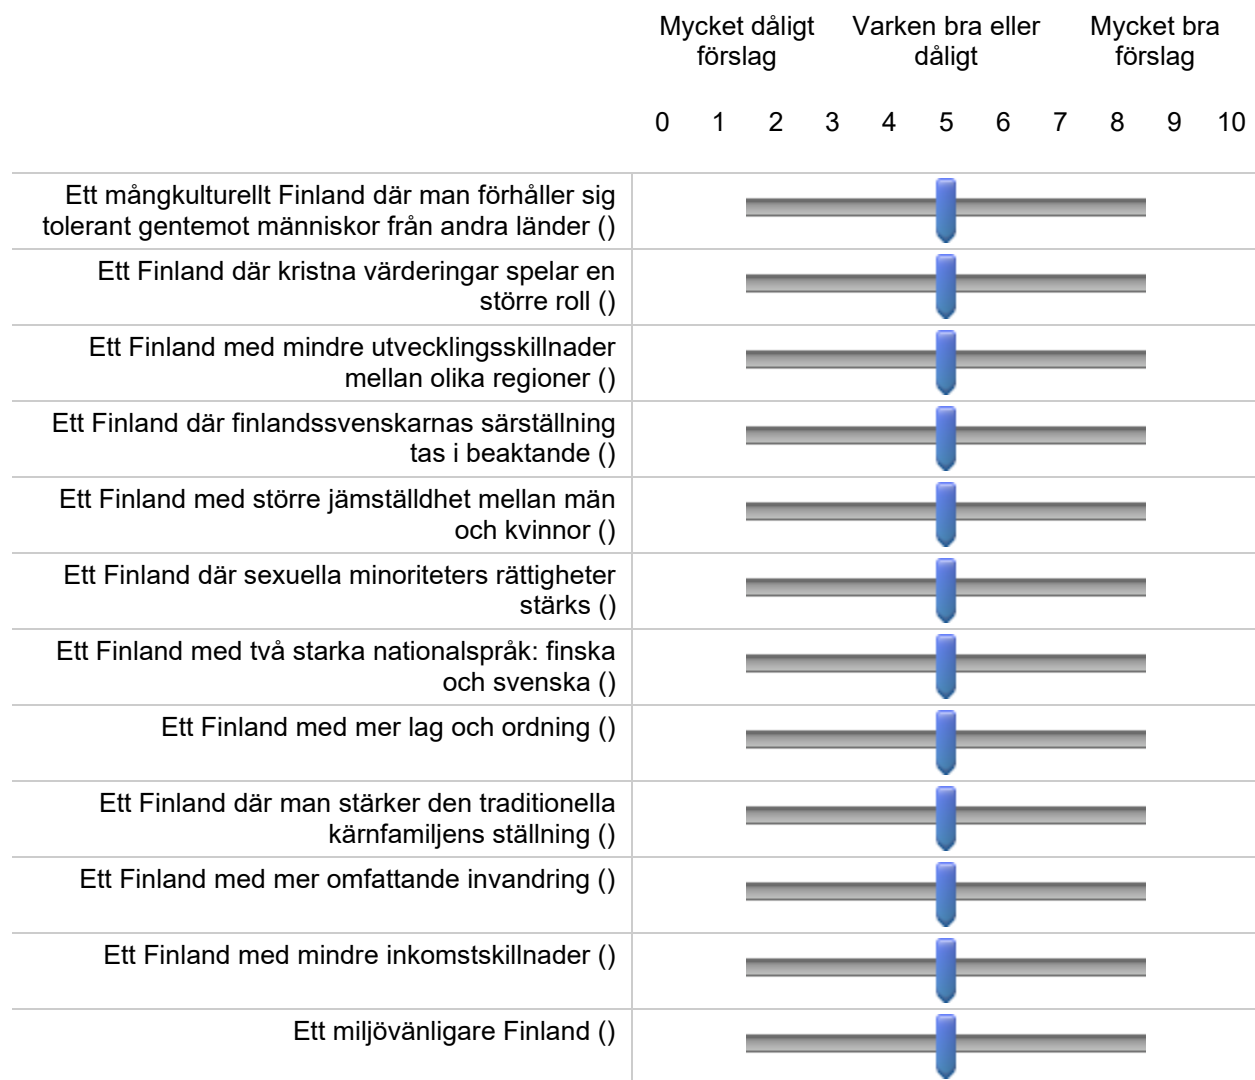 Mycket dåligt förslag
Varken bra eller dåligt
Mycket bra förslag
0 1 2 3 4 5 6 7 8 9 10
Ett mångkulturellt Finland där man förhåller sig
tolerant gentemot människor från andra länder ()
Ett Finland där kristna värderingar spelar en
större roll ()
Ett Finland med mindre utvecklingsskillnader
mellan olika regioner ()
Ett Finland där finlandssvenskarnas särställning
tas i beaktande ()
Ett Finland med större jämställdhet mellan män
och kvinnor ()
Ett Finland där sexuella minoriteters rättigheter
stärks ()
Ett Finland med två starka nationalspråk: finska
och svenska ()
Ett Finland med mer lag och ordning ()
Ett Finland där man stärker den traditionella
kärnfamiljens ställning ()
Ett Finland med mer omfattande invandring ()
Ett Finland med mindre inkomstskillnader ()
Ett miljövänligare Finland ()